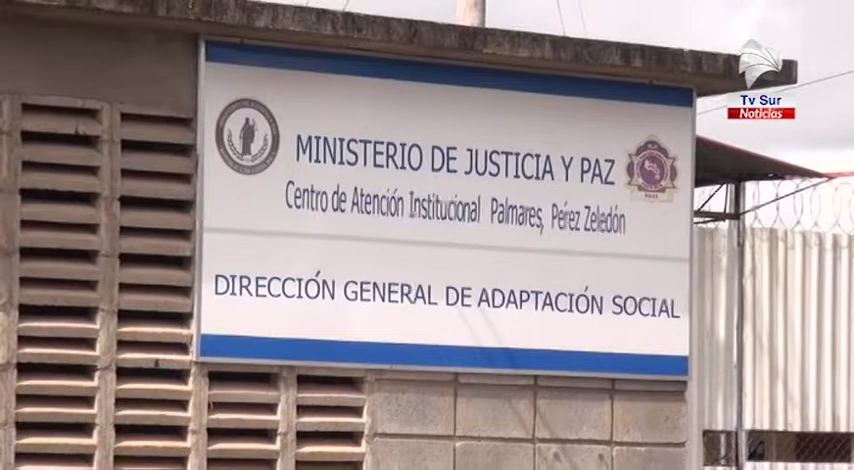 Tv Sur
Noticias
MINISTERIO DE JUSTICIA Y PAZ
Centro de Atención Institucional Palmares, Pérez Zeledón
DIRECCIÓN GENERAL DE ADAPTACIÓN SOCIAL